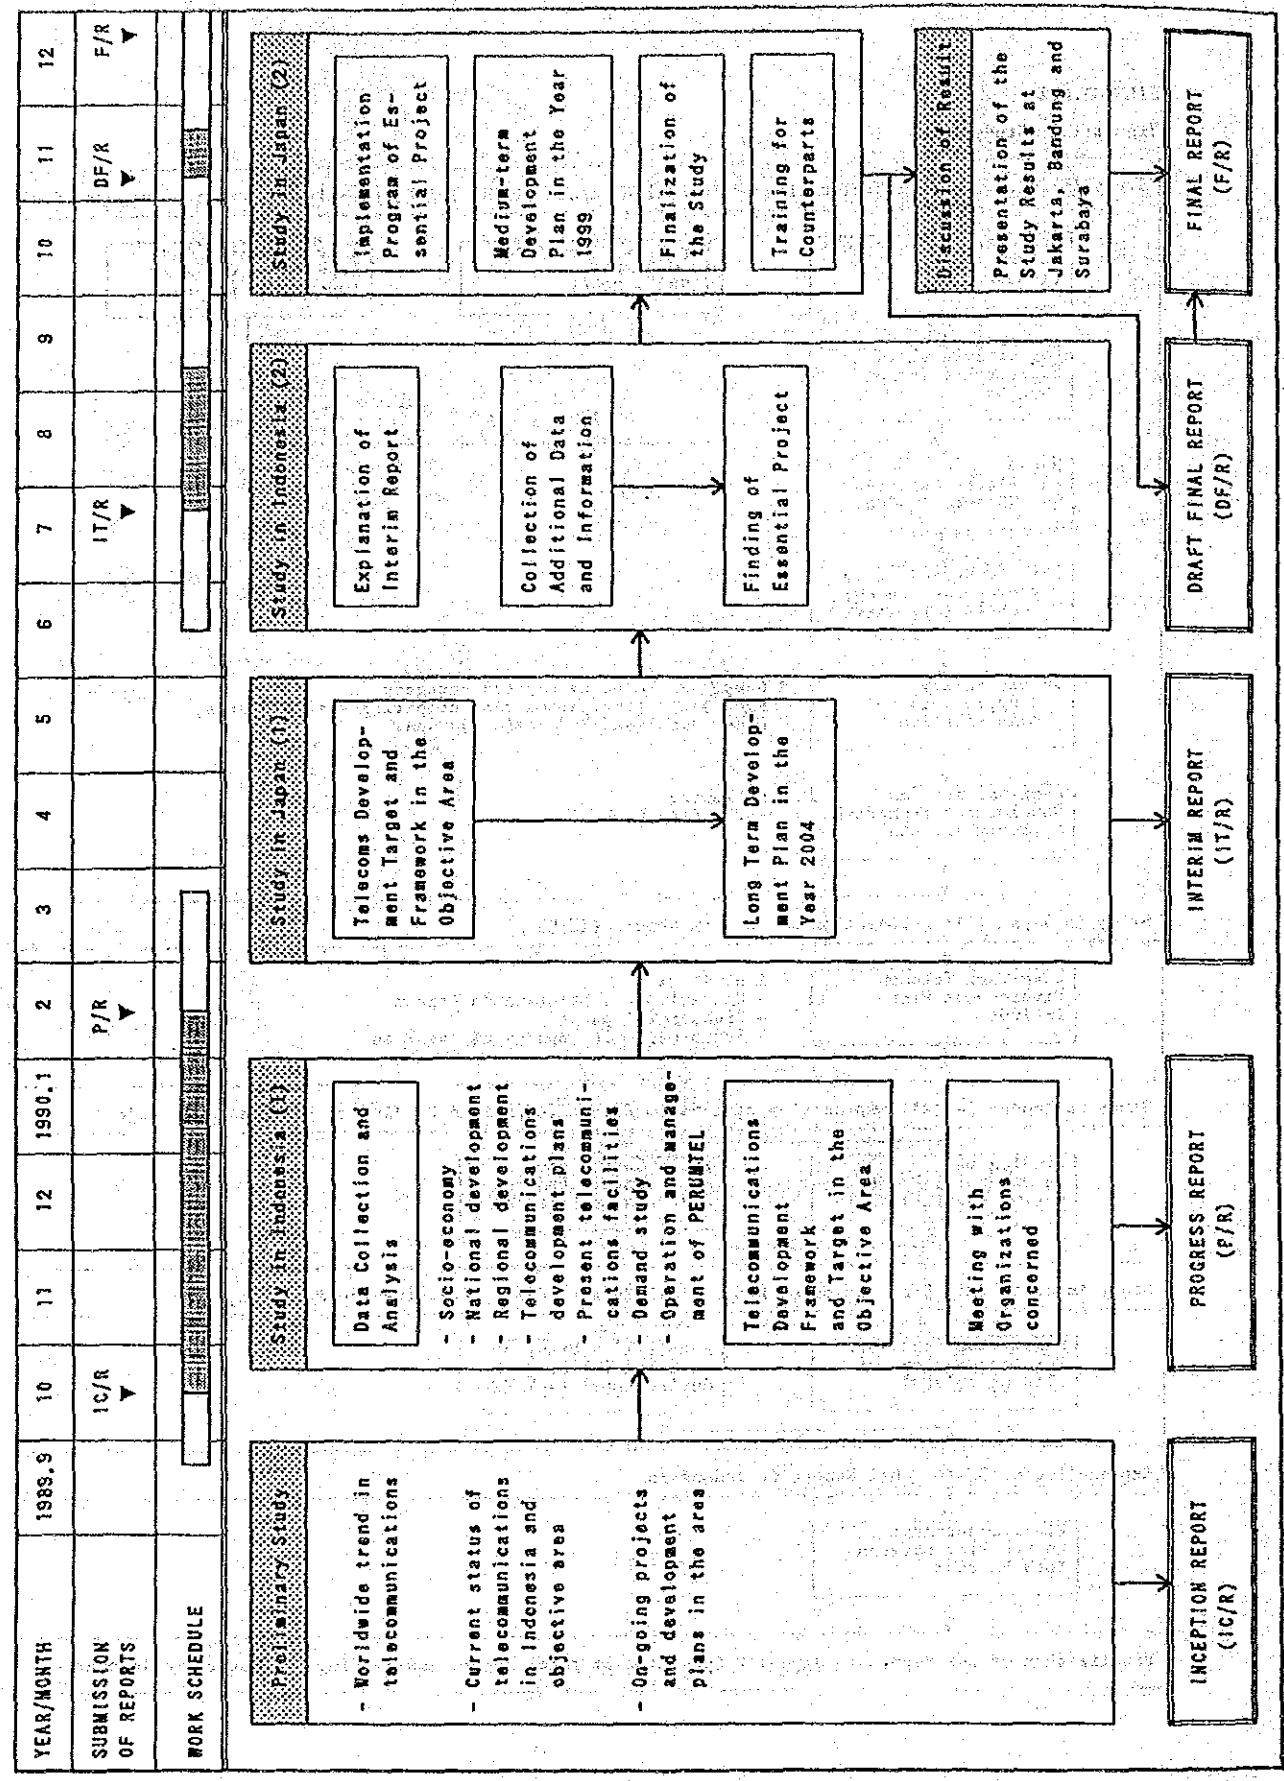 YEAR/MONTH
1989.9
10
11
12
1990.1
2
3
4
5
6
7
8
9
10
11
12
SUBMISSION
OF REPORTS
IC/R
▼
P/R
▼
IT/R
▼
DF/R
▼
F/R
▼
WORK SCHEDULE
Preliminary Study
- Worldwide trend in
telecommunications
- Current status of
telecommunications
in Indonesia and
objective area
- On-going projects
and development
plans in the area
INCEPTION REPORT
(IC/R)
Study in Indonesia (1)
Data Collection and
Analysis
- Socio-economy
- National development
- Regional development
- Telecommunications
development plans
- Present telecommuni-
cations facilities
- Demand study
- Operation and manage-
ment of PERUMTEL
Telecommunications
Development
Framework
and Target in the
Objective Area
Meeting with
Organizations
concerned
PROGRESS REPORT
(P/R)
Study in Japan (1)
Telecoms Develop-
ment Target and
Framework in the
Objective Area
Long Term Develop-
ment Plan in the
Year 2004
INTERIM REPORT
(IT/R)
Study in Indonesia (2)
Explanation of
Interim Report
Collection of
Additional Data
and Information
Finding of
Essential Project
DRAFT FINAL REPORT
(DF/R)
Study in Japan (2)
Implementation
Program of Es-
sential Project
Medium-term
Development
Plan in the Year
1999
Finalization of
the Study
Training for
Counterparts
Discussion of Result
Presentation of the
Study Results at
Jakarta, Bandung and
Surabaya
FINAL REPORT
(F/R)